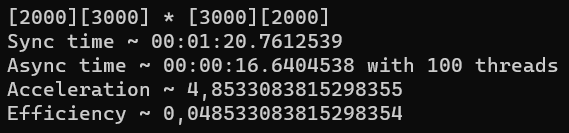 [2000][3000] * [3000][2000]
Sync time ~ 00:01:20.7612539
Async time ~ 00:00:16.6404538 with 100 threads
Acceleration ~ 4,8533083815298355
Efficiency ~ 0,048533083815298354